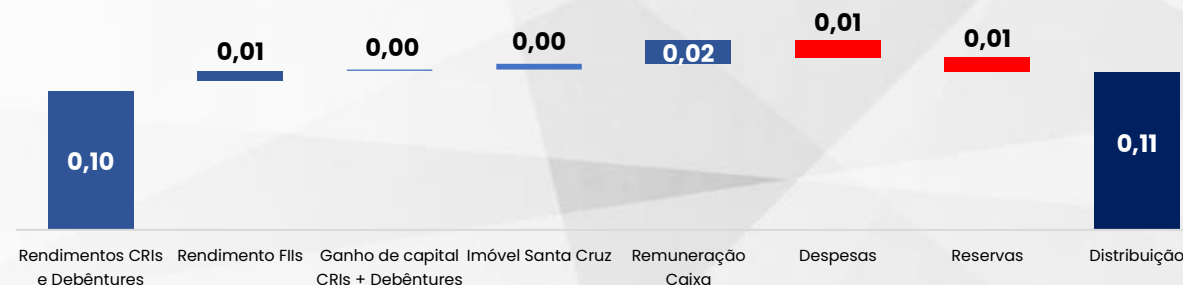 0,10
0,01
0,00
0,00
0,02
0,01
0,01
0,11
Rendimentos CRIs
e Debêntures
Rendimento FIIs
Ganho de capital
CRIs + Debêntures
Imóvel Santa Cruz
Remuneração
Caixa
Despesas
Reservas
Distribuição